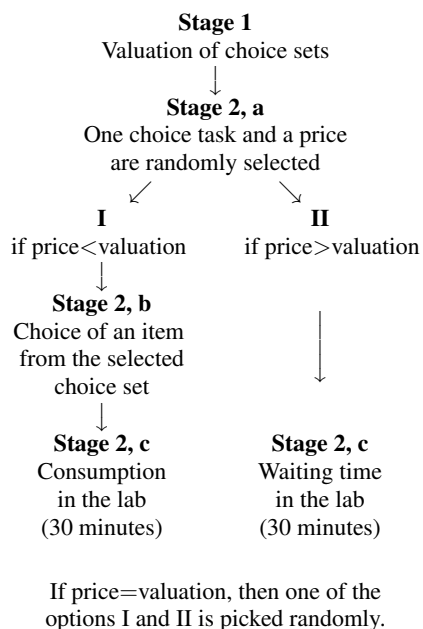 Stage 1
Valuation of choice sets
Stage 2, a
One choice task and a price
are randomly selected
I
if price<valuation
Stage 2, b
Choice of an item
from the selected
choice set
Stage 2, c
Consumption
in the lab
(30 minutes)
II
if price>valuation
Stage 2, c
Waiting time
in the lab
(30 minutes)
If price=valuation, then one of the
options I and II is picked randomly.